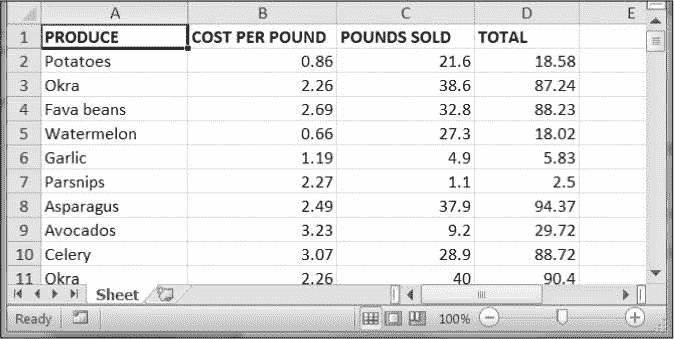 A B C D E
1 PRODUCE COST PER POUND POUNDS SOLD TOTAL
2 Potatoes 0.86 21.6 18.58
3 Okra 2.26 38.6 87.24
4 Fava beans 2.69 32.8 88.23
5 Watermelon 0.66 27.3 18.02
6 Garlic 1.19 4.9 5.83
7 Parsnips 2.27 1.1 2.5
8 Asparagus 2.49 37.9 94.37
9 Avocados 3.23 9.2 29.72
10 Celery 3.07 28.9 88.72
11 Okra 2.26 40 90.4
Sheet
Ready 100%